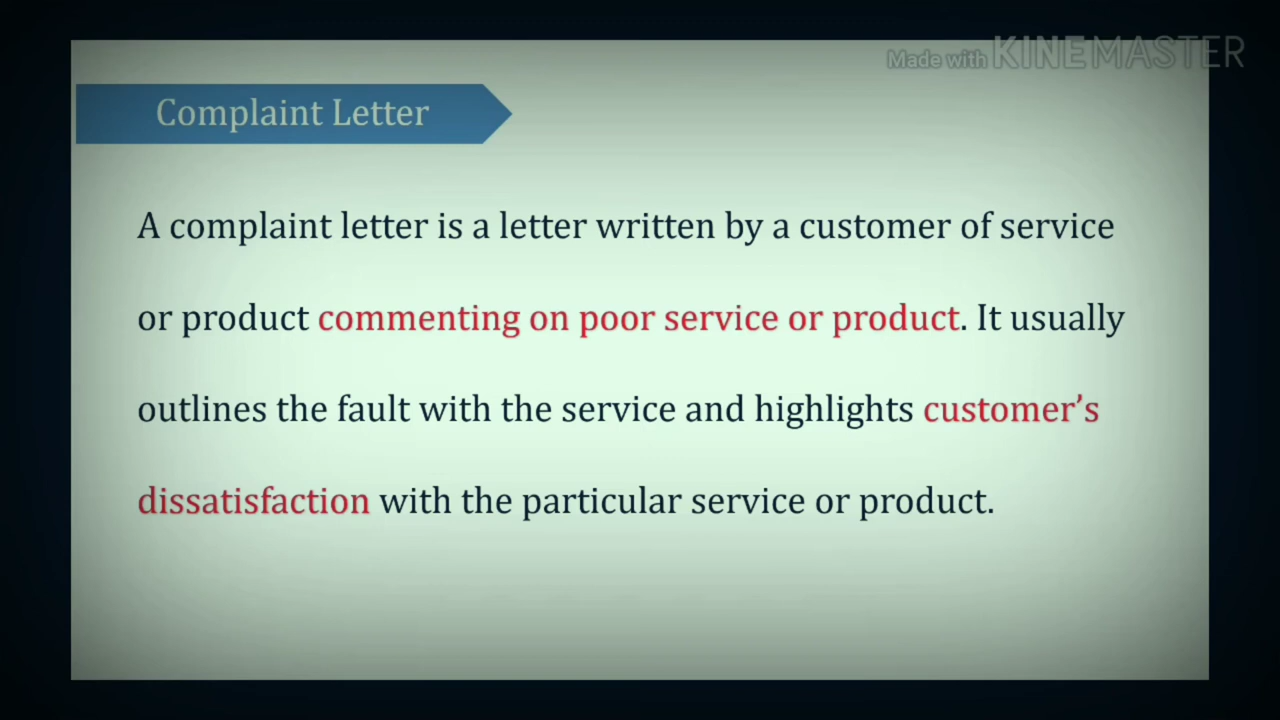 Made with KINEMASTER
Complaint Letter
A complaint letter is a letter written by a customer of service
or product commenting on poor service or product. It usually
outlines the fault with the service and highlights customer’s
dissatisfaction with the particular service or product.